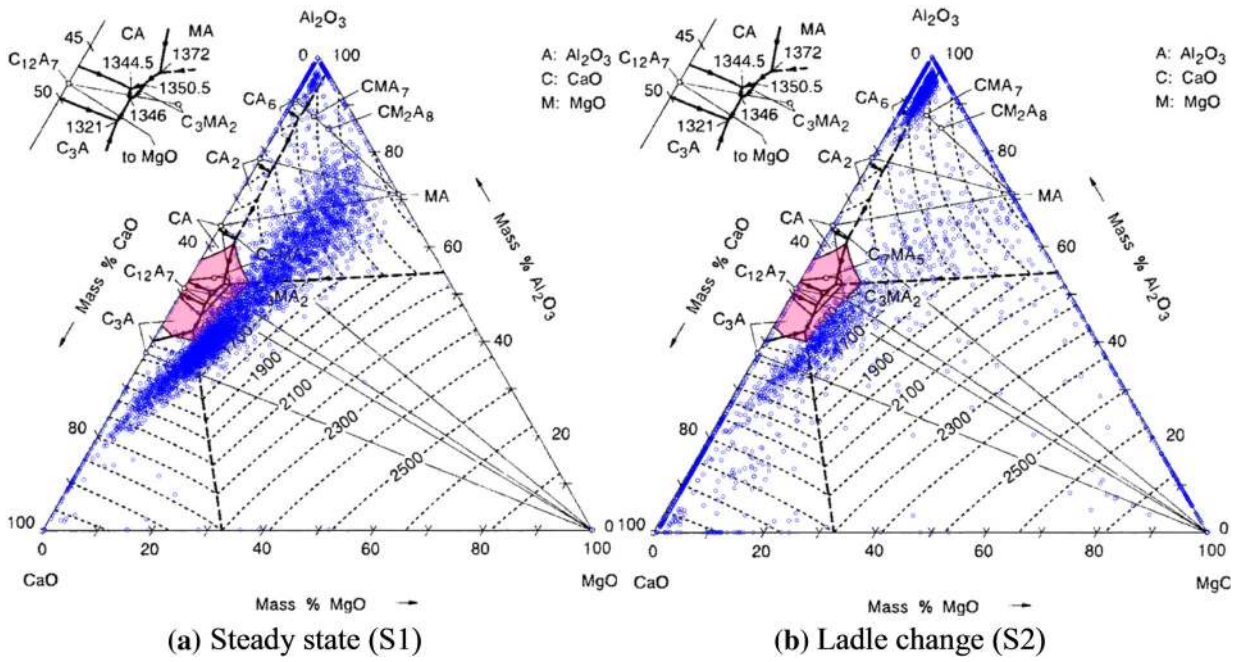 Al₂O₃
CA
MA
45
1372
C₁₂A₇
1344.5
50
1350.5
1346
1321
C₃MA₂
C₃A
to MgO
0
100
A: Al₂O₃
C: CaO
M: MgO
CA₆
CMA₇
CM₂A₈
80
CA₂
MA
CA
40
60
Mass % CaO
Mass % Al₂O₃
C₁₂A₇
MA₂
C₃A
40
1900
2100
80
2300
20
2500
100
0
0
20
40
60
80
100
CaO
MgO
Mass % MgO
(a) Steady state (S1)
Al₂O₃
CA
MA
45
1372
C₁₂A₇
1344.5
50
1350.5
1346
1321
C₃MA₂
C₃A
to MgO
0
100
A: Al₂O₃
C: CaO
M: MgO
CA₆
CMA₇
CM₂A₈
80
CA₂
MA
CA
40
60
Mass % CaO
Mass % Al₂O₃
C₇MA₅
C₁₂A₇
C₃MA₂
C₃A
40
1900
2100
80
2300
20
2500
100
0
0
20
40
60
80
100
CaO
MgO
Mass % MgO
(b) Ladle change (S2)